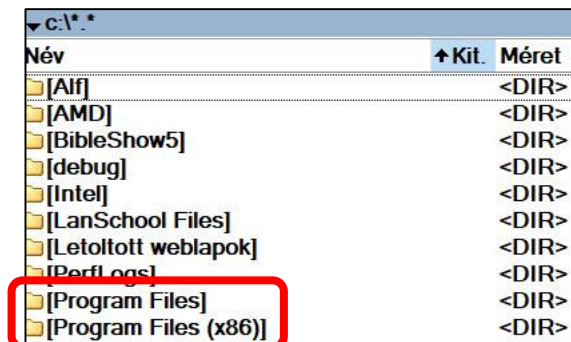 c:\*.*
Név Kit. Méret
[Alf] <DIR>
[AMD] <DIR>
[BibleShow5] <DIR>
[debug] <DIR>
[Intel] <DIR>
[LanSchool Files] <DIR>
[Letoltott weblapok] <DIR>
[PerfLogs] <DIR>
[Program Files] <DIR>
[Program Files (x86)] <DIR>